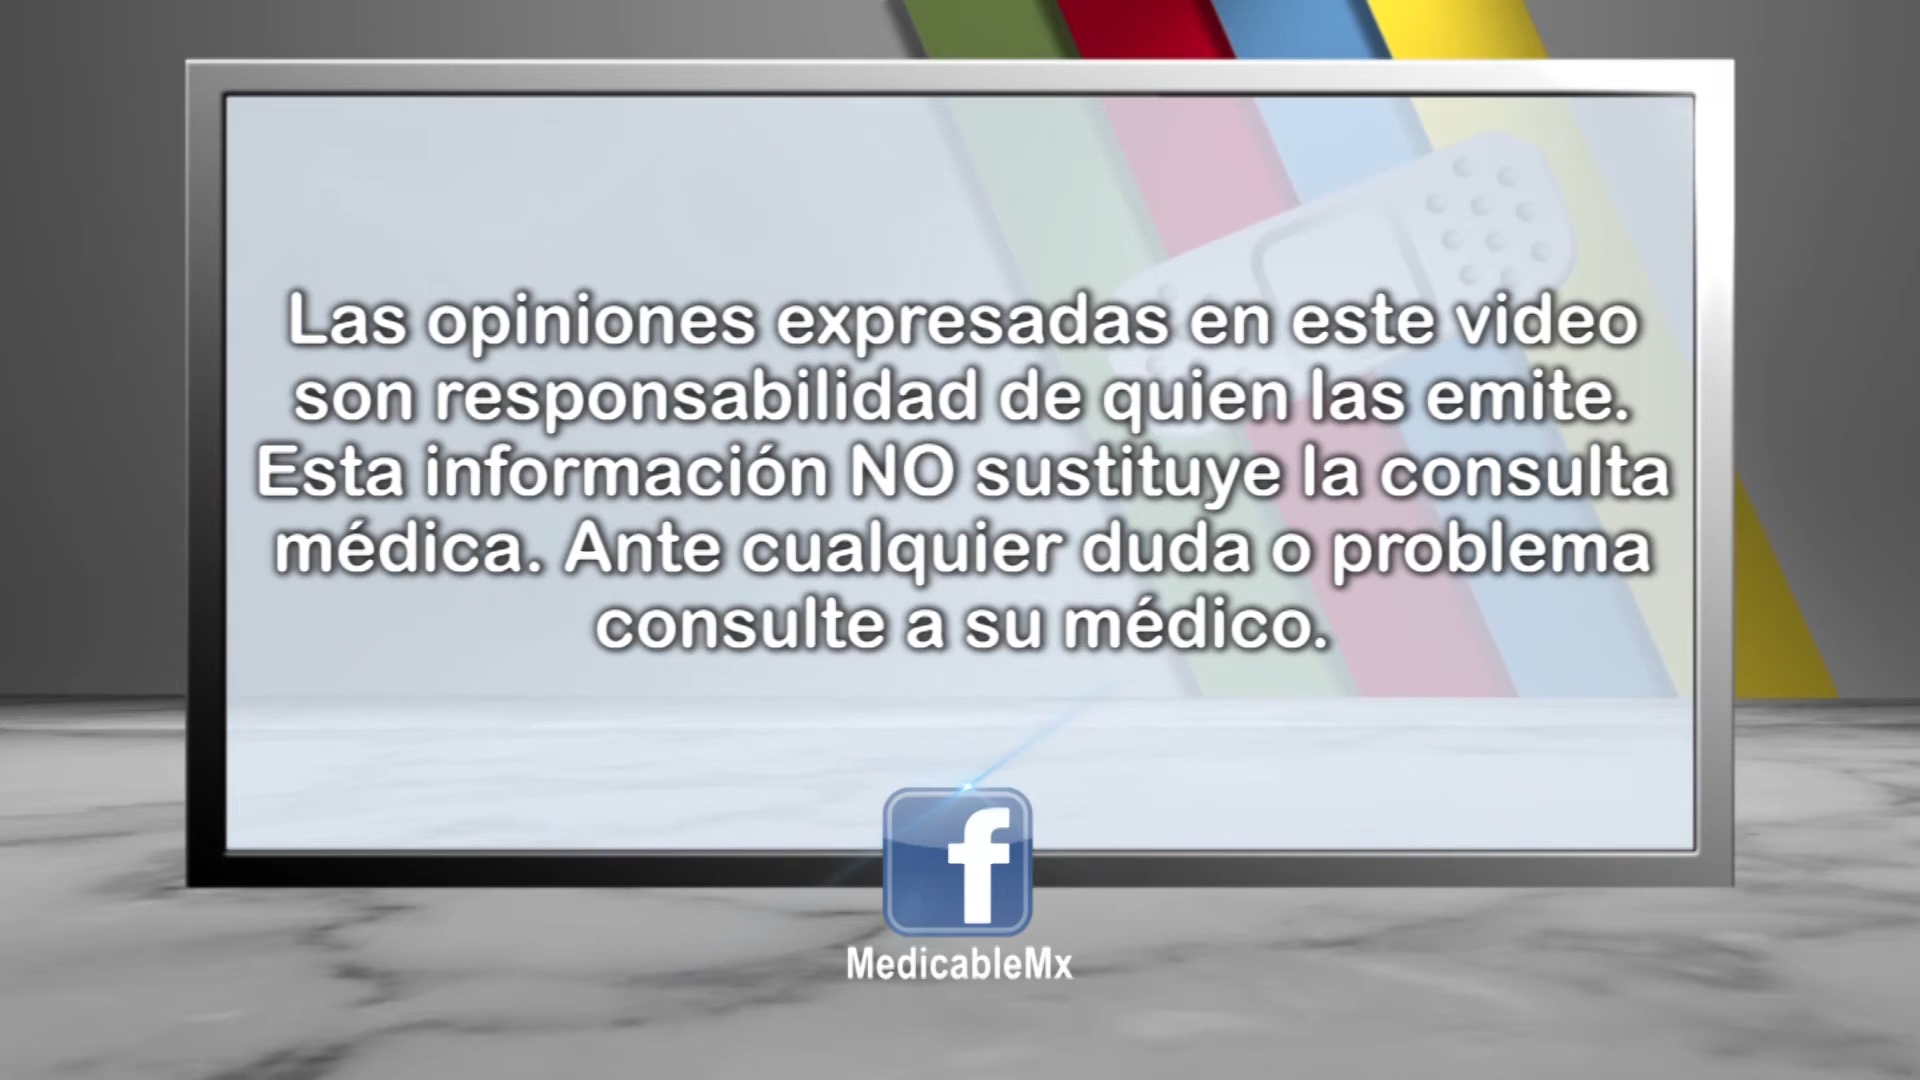 Las opiniones expresadas en este video
son responsabilidad de quien las emite.
Esta información NO sustituye la consulta
médica. Ante cualquier duda o problema
consulte a su médico.
f
MedicableMx